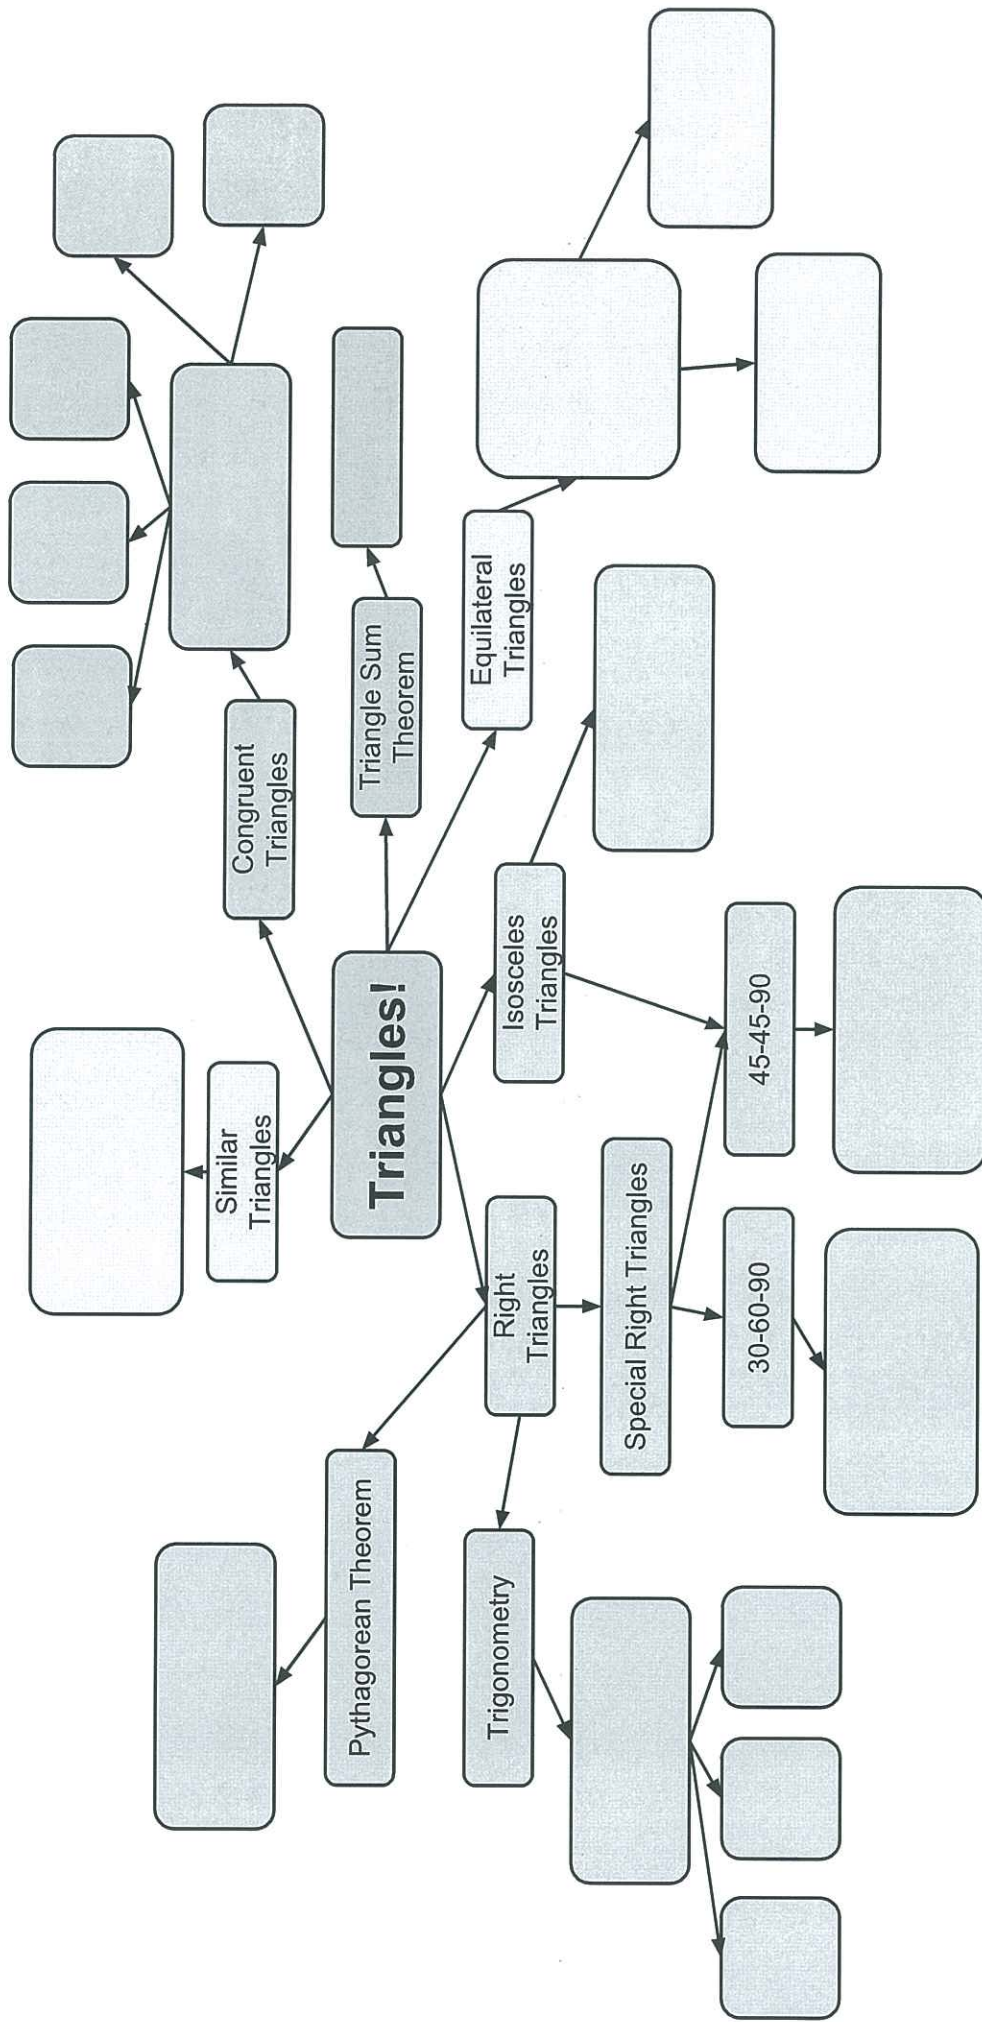 Similar
Triangles
Congruent
Triangles
Pythagorean Theorem
Triangles!
Triangle Sum
Theorem
Trigonometry
Right
Triangles
Isosceles
Triangles
Equilateral
Triangles
Special Right Triangles
30-60-90
45-45-90